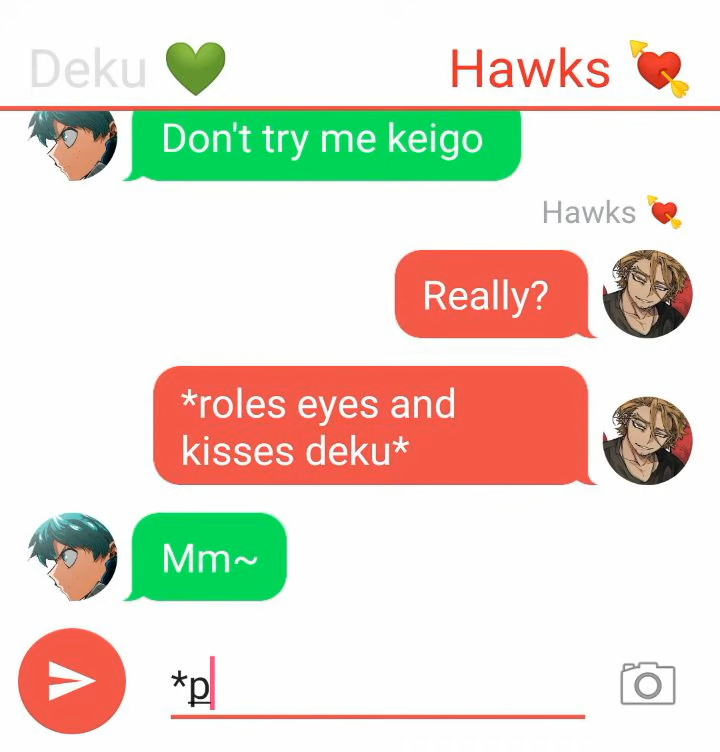 Deku 💚 Hawks 💘
Don't try me keigo
Hawks 💘
Really?
*roles eyes and
kisses deku*
Mm~
*p